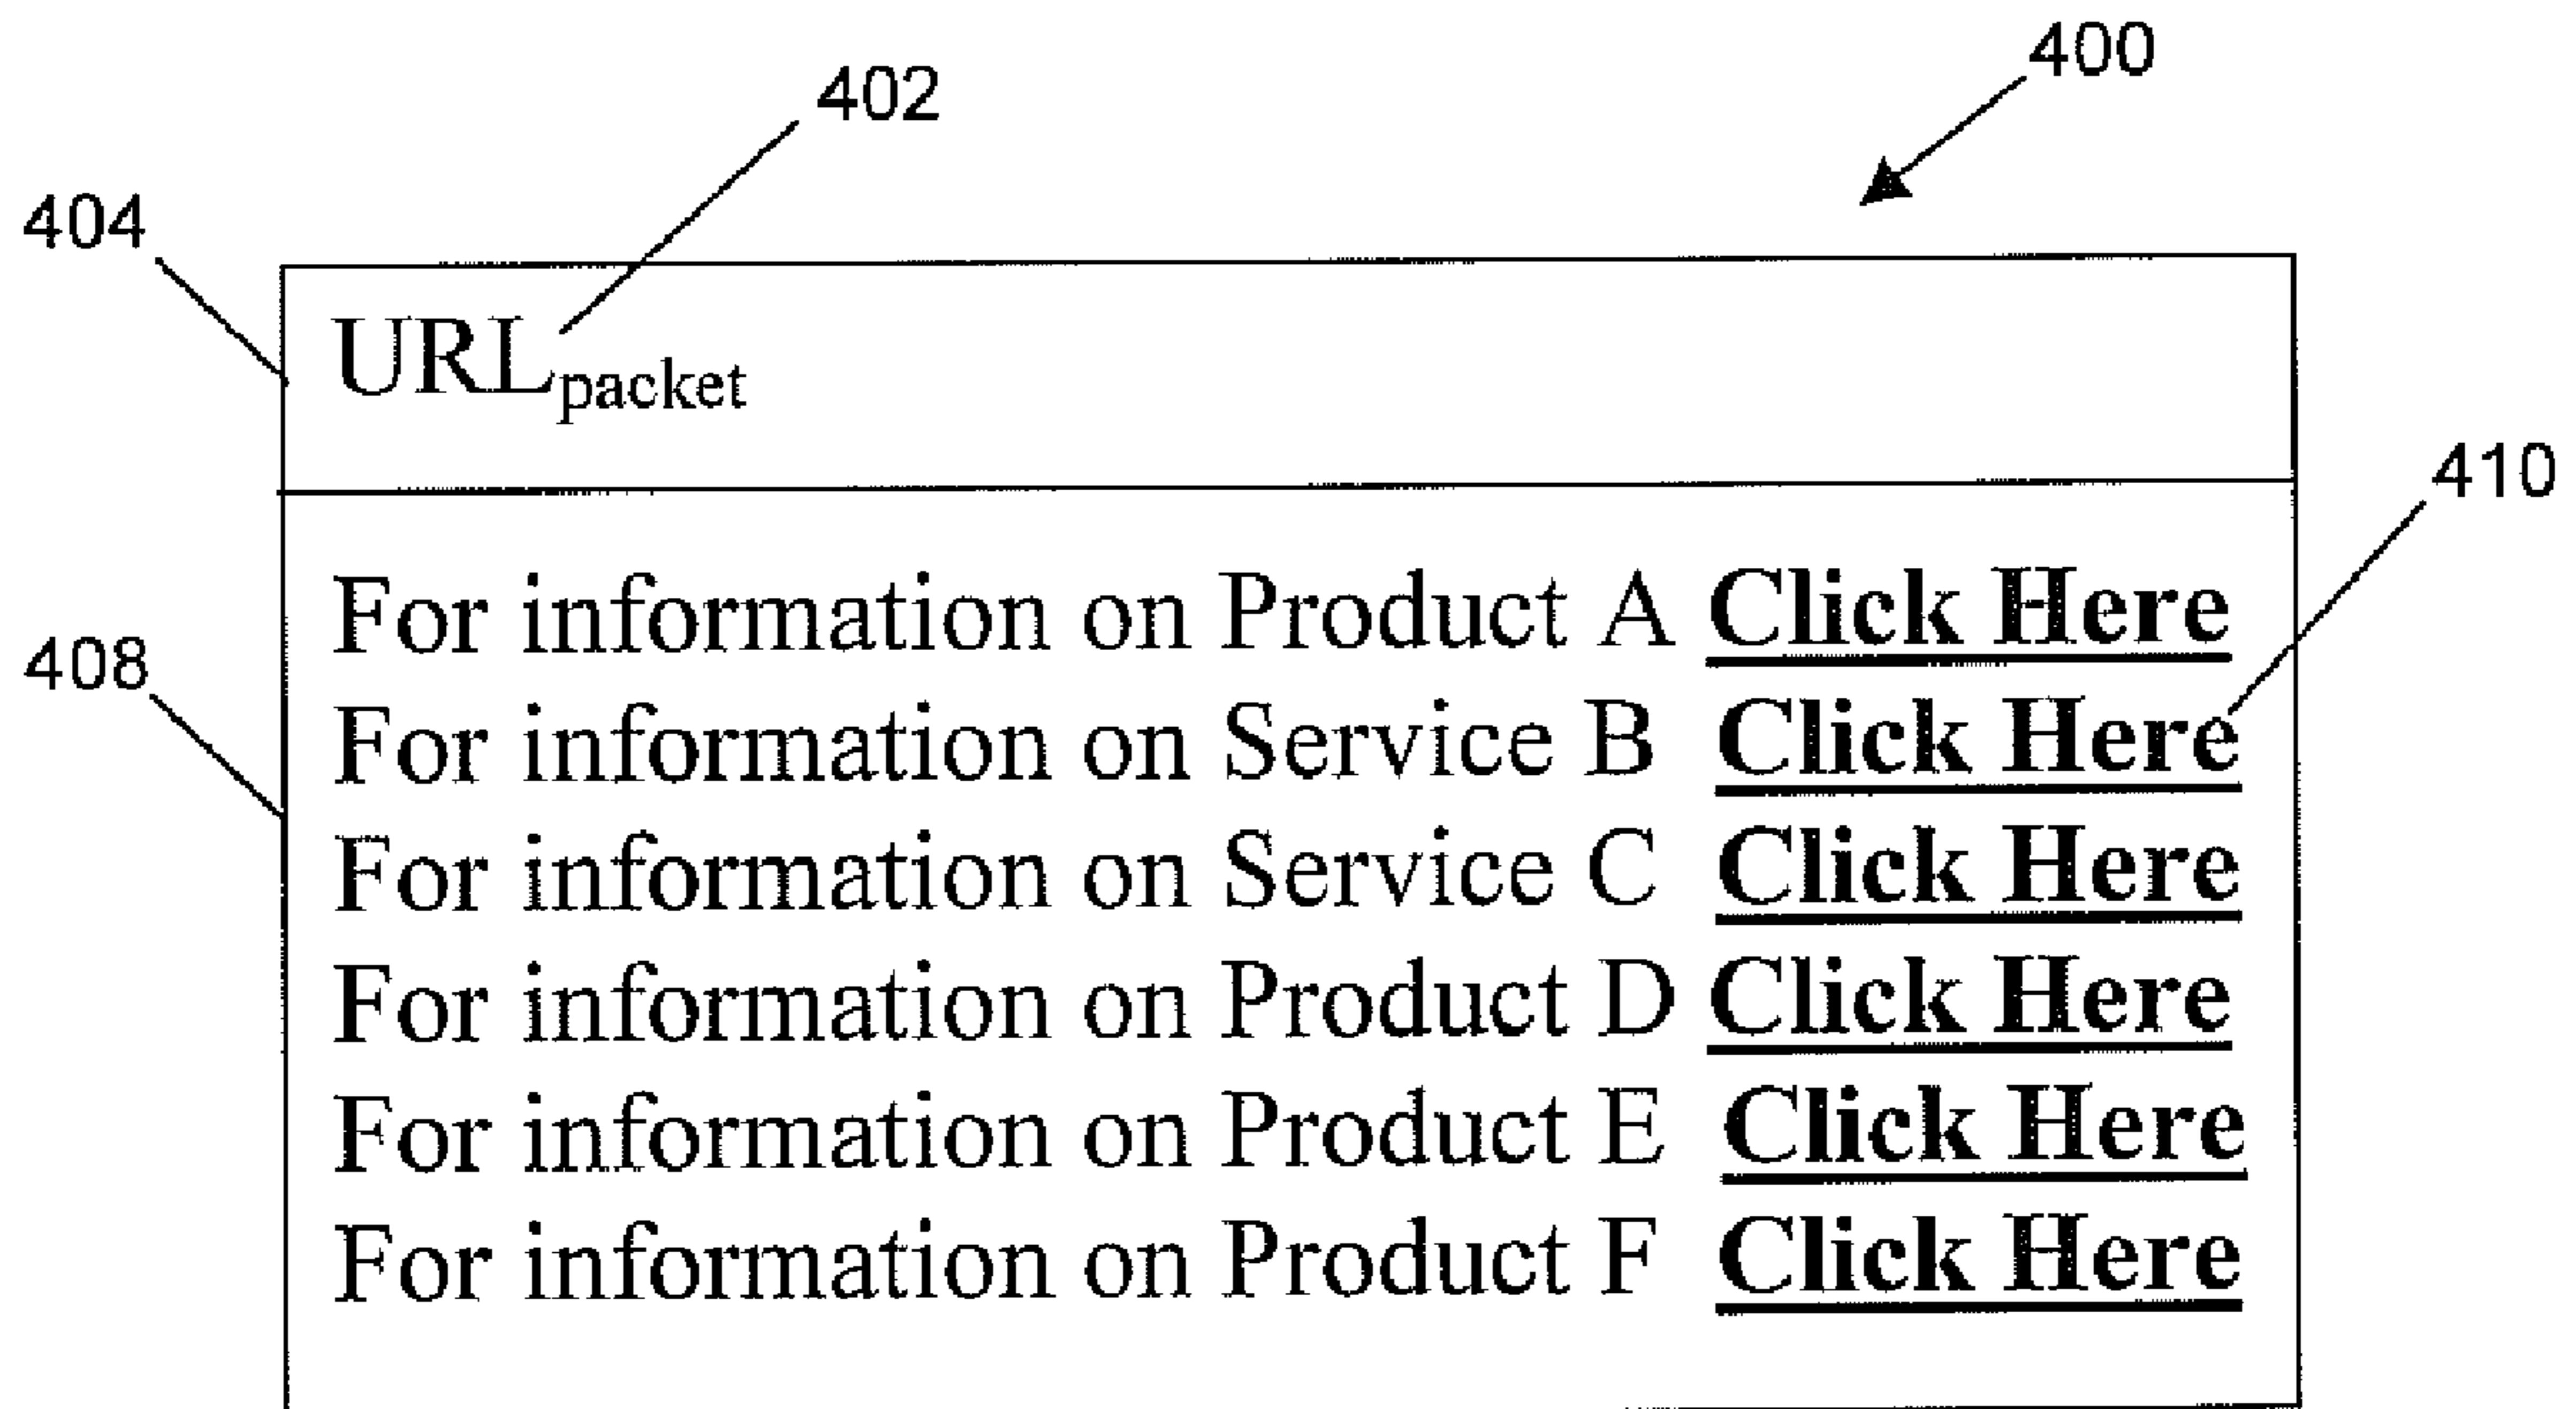 400
402
404
URLpacket
410
For information on Product A Click Here
408
For information on Service B Click Here
For information on Service C Click Here
For information on Product D Click Here
For information on Product E Click Here
For information on Product F Click Here